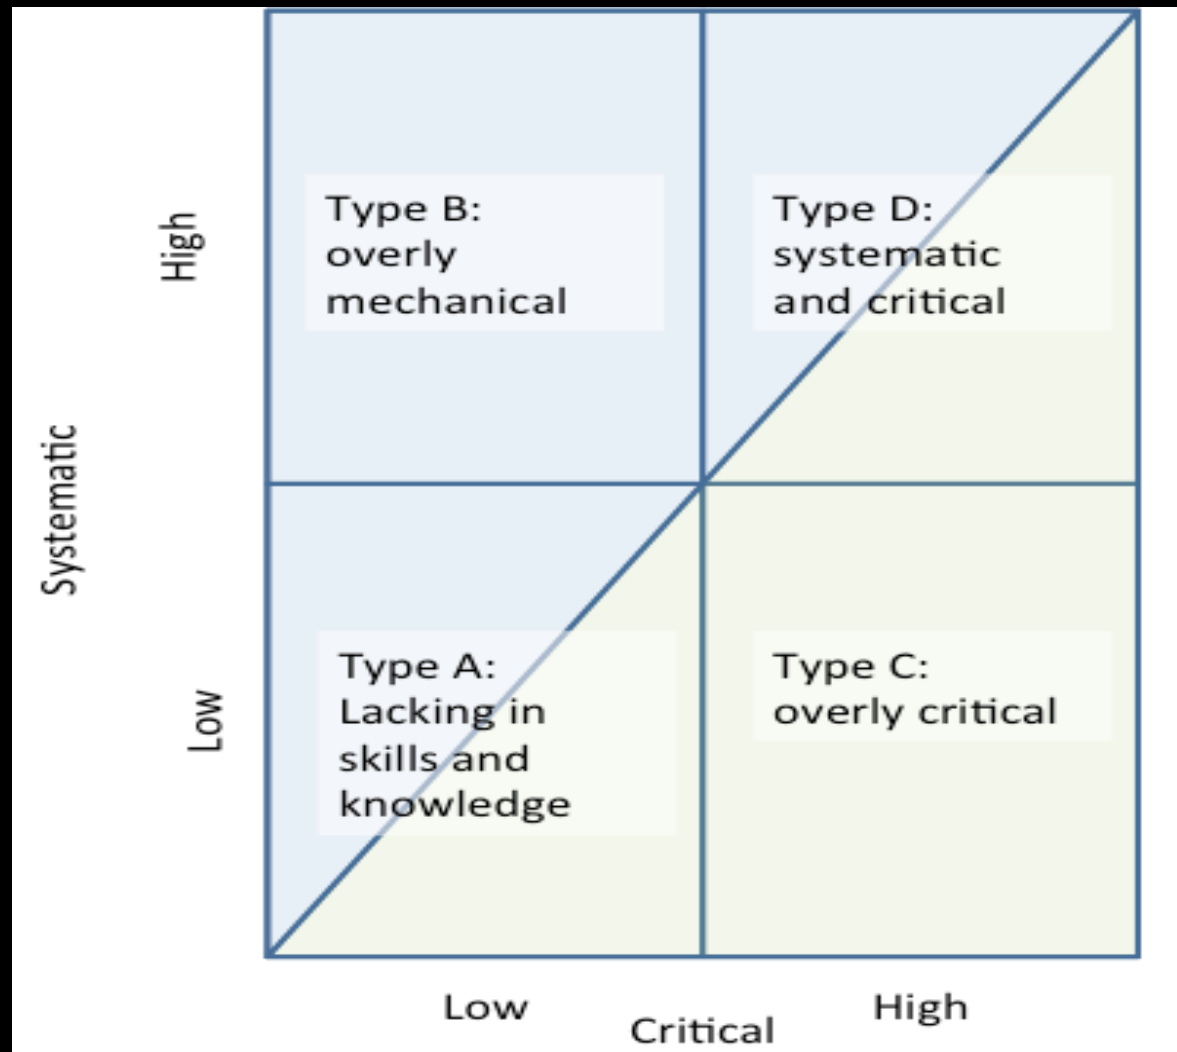 High
Systematic
Low
Type B:
overly
mechanical
Type D:
systematic
and critical
Type A:
Lacking in
skills and
knowledge
Type C:
overly critical
Low
Critical
High